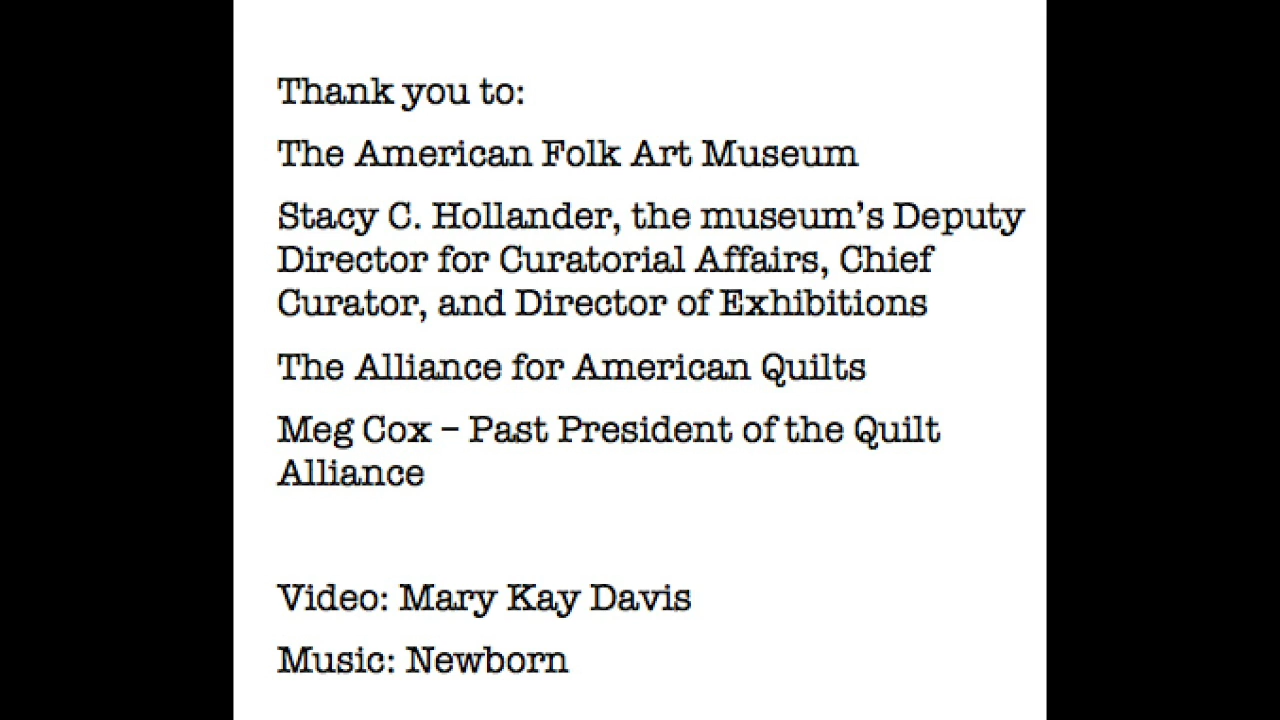 Thank you to:
The American Folk Art Museum
Stacy C. Hollander, the museum’s Deputy
Director for Curatorial Affairs, Chief
Curator, and Director of Exhibitions
The Alliance for American Quilts
Meg Cox – Past President of the Quilt
Alliance
Video: Mary Kay Davis
Music: Newborn